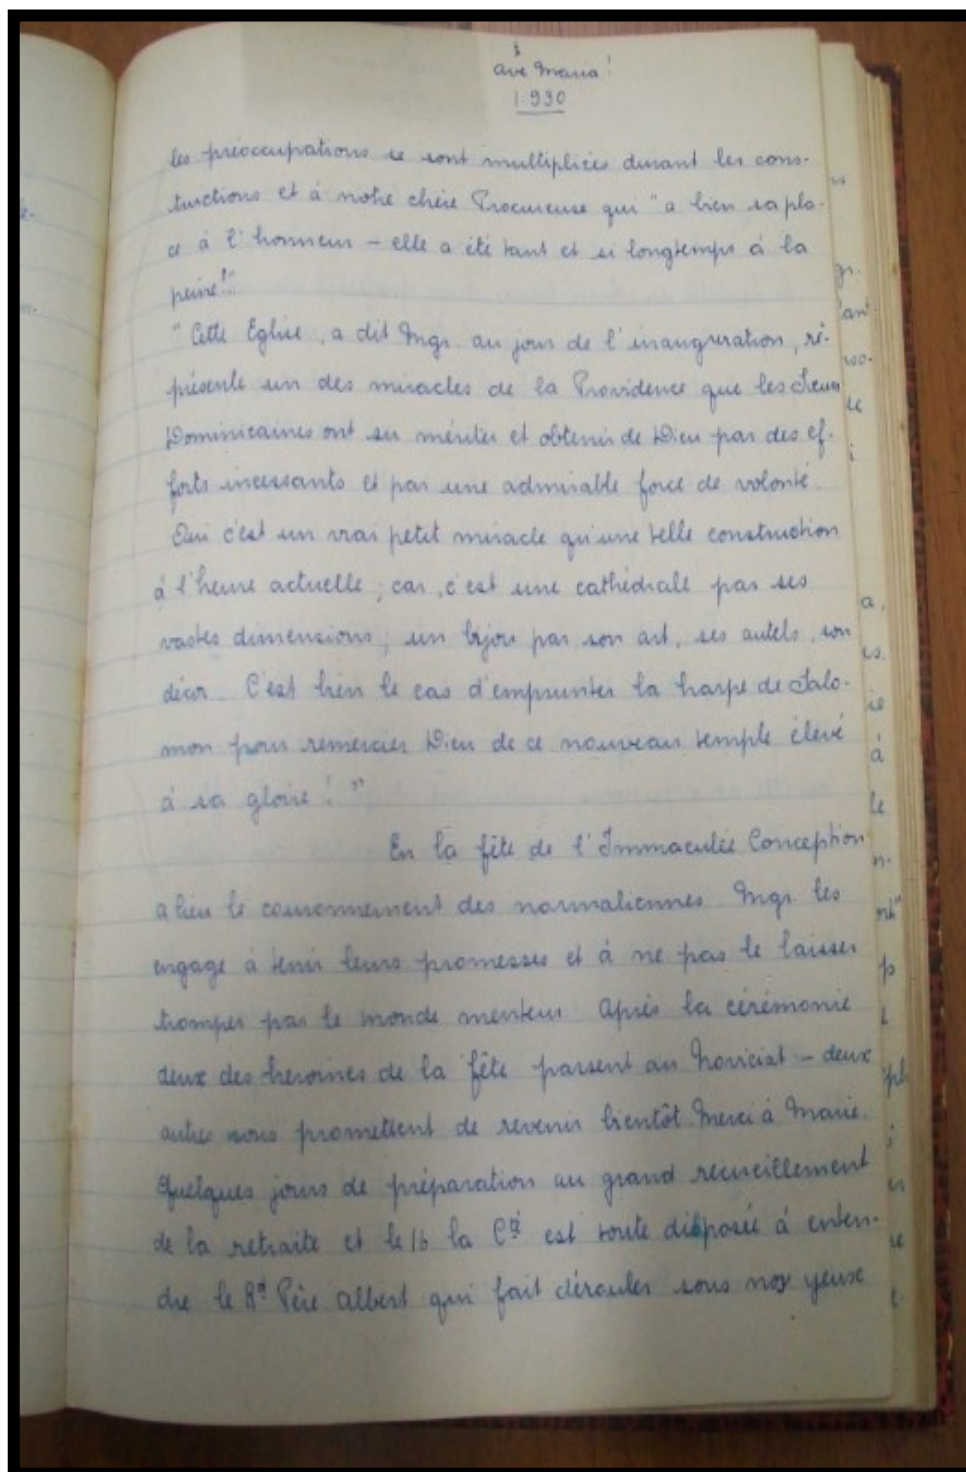 Ave Maria!
1930
les préoccupations se sont multipliées durant les cons-
tructions et à notre chère Procureuse qui "a bien sa pla-
ce à l'honneur – elle a été tant et si longtemps à la
peine!"
"Cette Eglise, a dit Mgr. au jour de l'inauguration, ré-
présente un des miracles de la Providence que les Sœurs
Dominicaines ont su mériter et obtenir de Dieu par des ef-
forts incessants et par une admirable force de volonté.
Oui c'est un vrai petit miracle qu'une telle construction
à l'heure actuelle; car, c'est une cathédrale par ses
vastes dimensions; un bijou par son art, ses autels, son
décor. C'est bien le cas d'emprunter la harpe de Salo-
mon pour remercier Dieu de ce nouveau temple élevé
à sa gloire!"
En la fête de l'Immaculée Conception
a lieu le couronnement des normaliennes Mgr. les
engage à tenir leurs promesses et à ne pas se laisser
tromper par le monde menteur. Après la cérémonie
deux des héroïnes de la fête passent au Noviciat – deux
autres nous promettent de revenir bientôt. Merci à Marie.
Quelques jours de préparation au grand recueillement
de la retraite et le 16 la Cté est toute disposée à enten-
dre le Rd Père Albert qui fait dérouler sous nos yeux